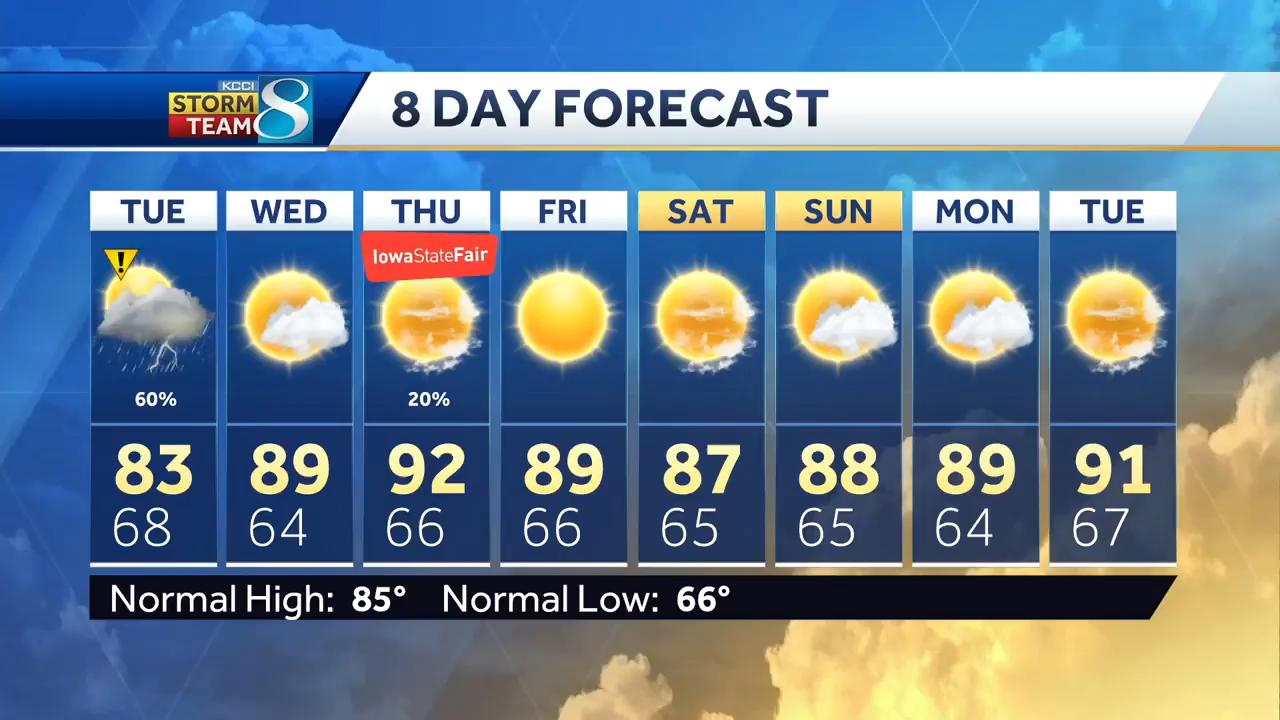 KCCI
STORM
TEAM 8
8 DAY FORECAST
TUE WED THU FRI SAT SUN MON TUE
IowaStateFair
!
60% 20%
83 89 92 89 87 88 89 91
68 64 66 66 65 65 64 67
Normal High: 85° Normal Low: 66°